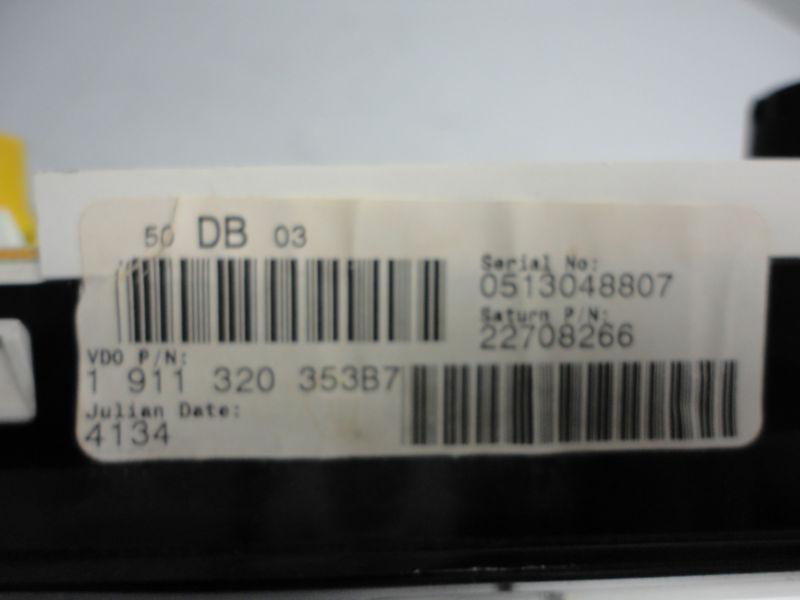 50 DB 03
Serial No:
0513048807
Saturn P/N:
22708266
VDO P/N:
1 911 320 353B7
Julian Date:
4134